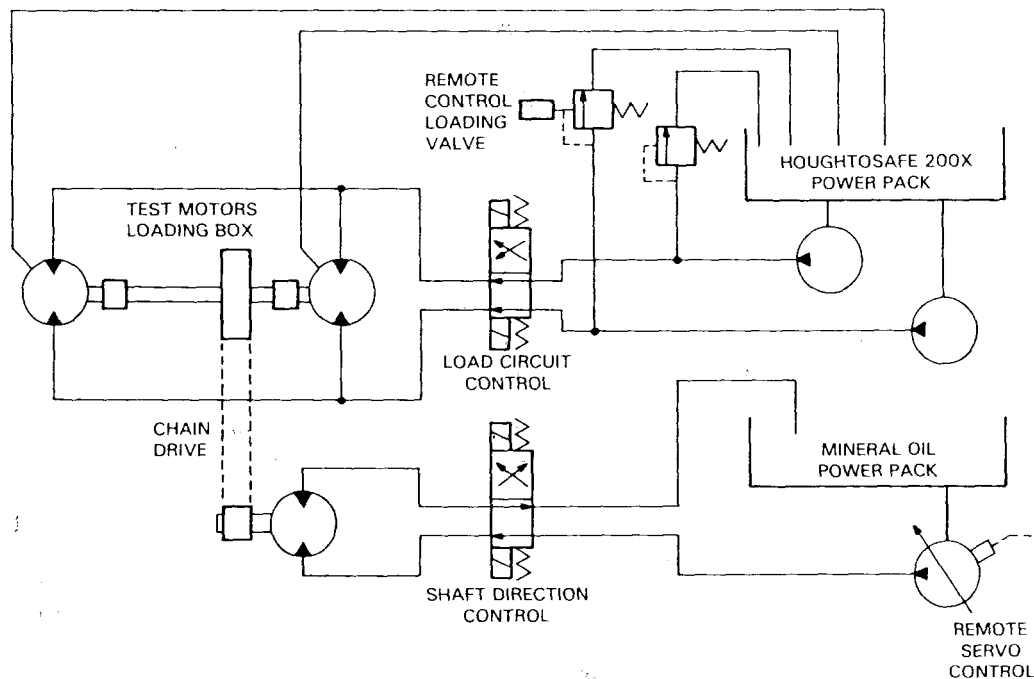 REMOTE
CONTROL
LOADING
VALVE
HOUGHTOSAFE 200X
POWER PACK
TEST MOTORS
LOADING BOX
LOAD CIRCUIT
CONTROL
CHAIN
DRIVE
MINERAL OIL
POWER PACK
SHAFT DIRECTION
CONTROL
REMOTE
SERVO
CONTROL